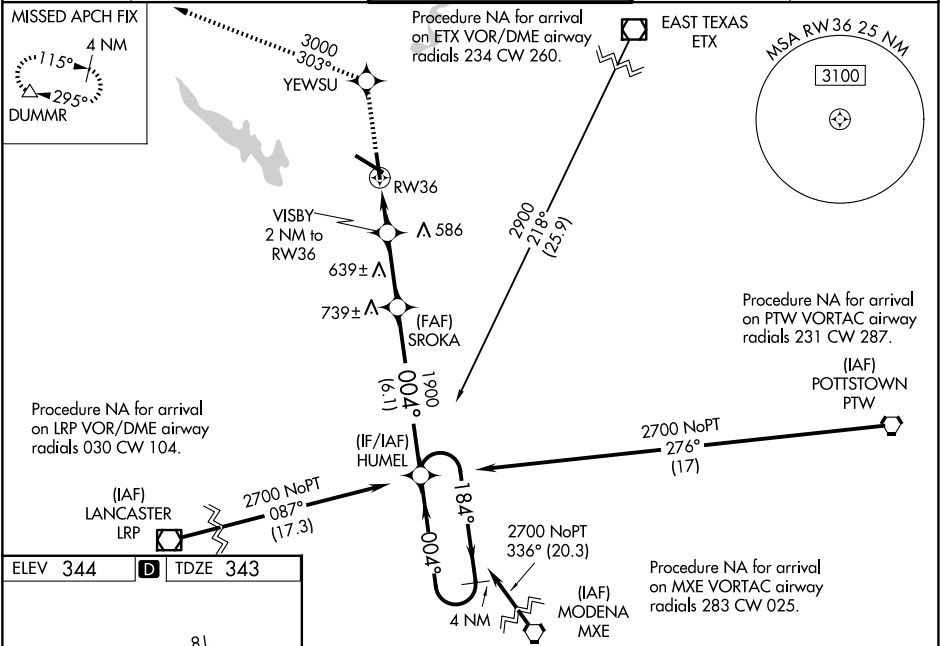 MISSED APCH FIX
4 NM
115°
295°
DUMMR
3000
303°
YEWSU
Procedure NA for arrival
on ETX VOR/DME airway
radials 234 CW 260.
EAST TEXAS
ETX
MSA RW36 25 NM
3100
RW36
VISBY
2 NM to
RW36
586
639±
739±
(FAF)
SROKA
2900
218°
(25.9)
1900
004°
(6.1)
Procedure NA for arrival
on PTW VORTAC airway
radials 231 CW 287.
(IAF)
POTTSTOWN
PTW
2700 NoPT
276°
(17)
Procedure NA for arrival
on LRP VOR/DME airway
radials 030 CW 104.
(IF/IAF)
HUMEL
(IAF)
LANCASTER
LRP
2700 NoPT
087°
(17.3)
184°
004°
4 NM
2700 NoPT
336° (20.3)
(IAF)
MODENA
MXE
Procedure NA for arrival
on MXE VORTAC airway
radials 283 CW 025.
ELEV 344 D TDZE 343